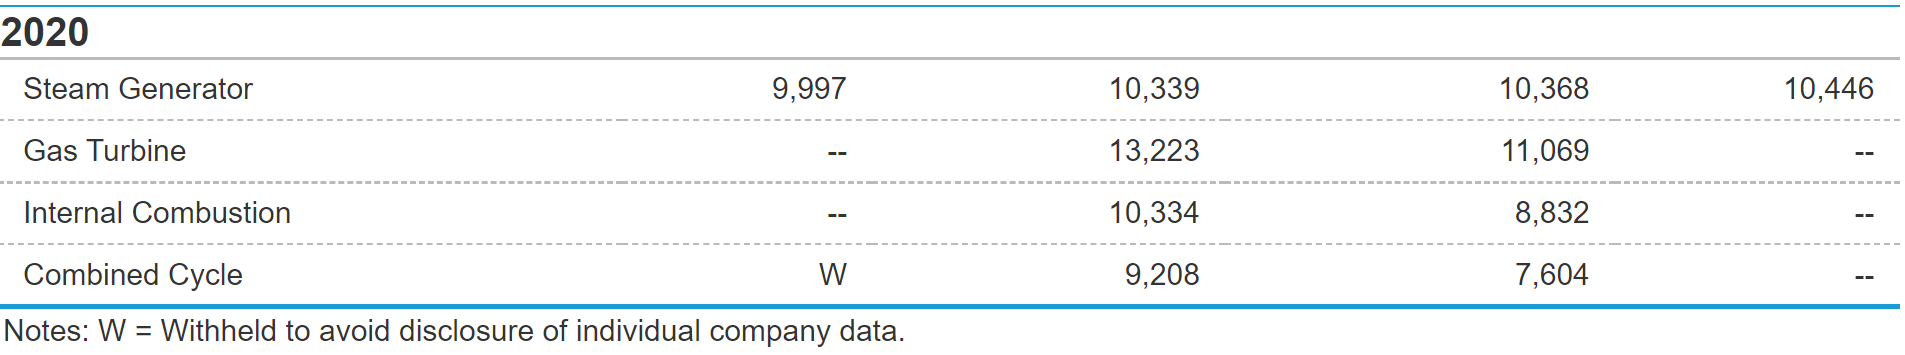 2020
Steam Generator 9,997 10,339 10,368 10,446
Gas Turbine -- 13,223 11,069 --
Internal Combustion -- 10,334 8,832 --
Combined Cycle W 9,208 7,604 --
Notes: W = Withheld to avoid disclosure of individual company data.